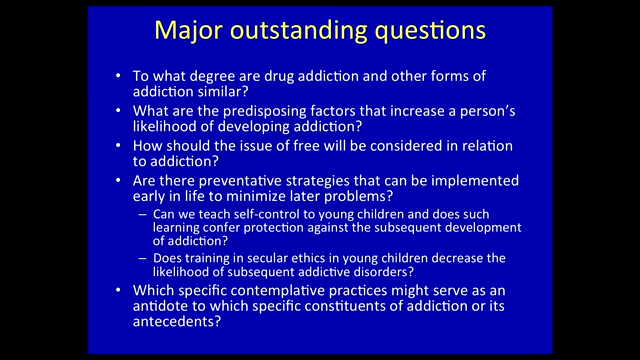 Major outstanding questions
• To what degree are drug addiction and other forms of
addiction similar?
• What are the predisposing factors that increase a person's
likelihood of developing addiction?
• How should the issue of free will be considered in relation
to addiction?
• Are there preventative strategies that can be implemented
early in life to minimize later problems?
– Can we teach self-control to young children and does such
learning confer protection against the subsequent development
of addiction?
– Does training in secular ethics in young children decrease the
likelihood of subsequent addictive disorders?
• Which specific contemplative practices might serve as an
antidote to which specific constituents of addiction or its
antecedents?